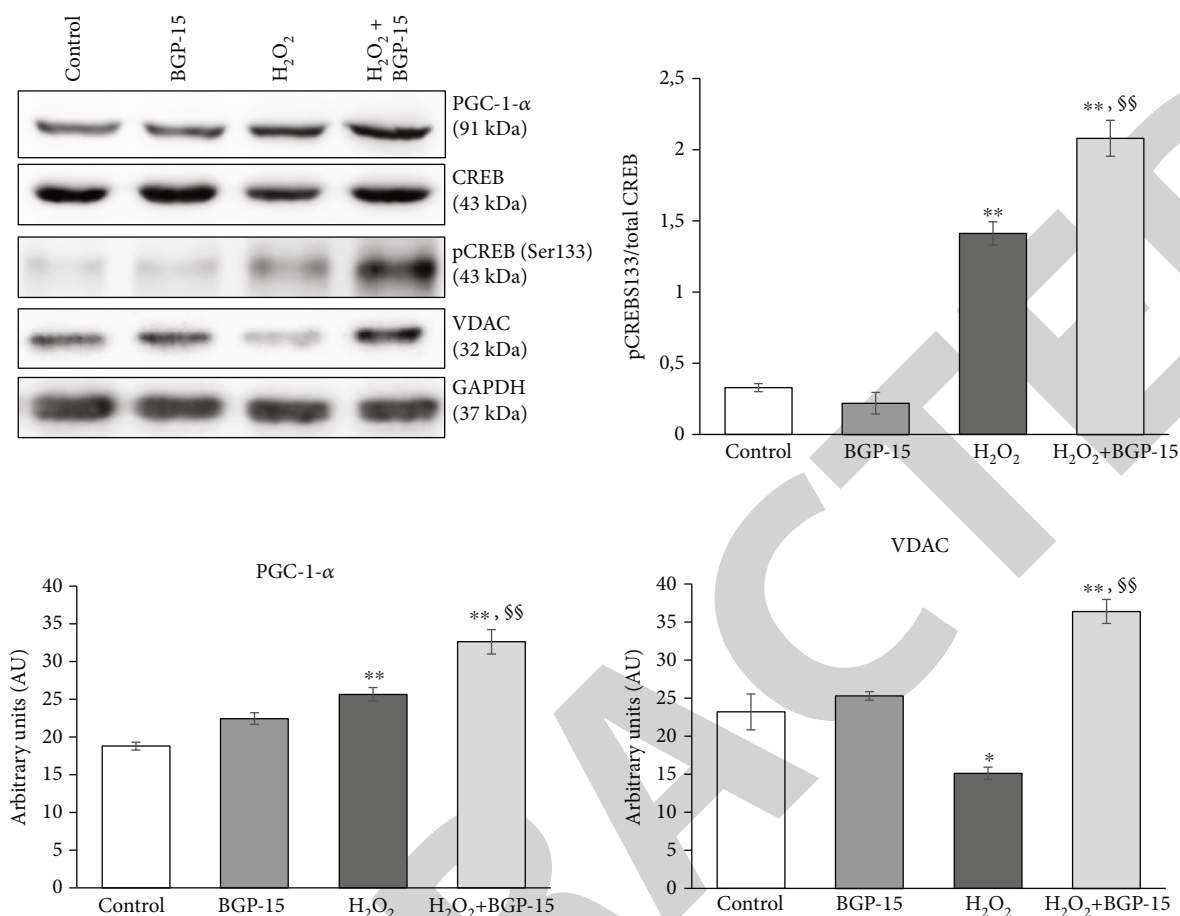 Control
BGP-15
H₂O₂
H₂O₂ +
BGP-15
PGC-1-α
(91 kDa)
CREB
(43 kDa)
pCREB (Ser133)
(43 kDa)
VDAC
(32 kDa)
GAPDH
(37 kDa)
pCREBS133/total CREB
2,5
2
1,5
1
0,5
0
**
**, §§
Control
BGP-15
H₂O₂
H₂O₂+BGP-15
PGC-1-α
Arbitrary units (AU)
40
35
30
25
20
15
10
5
0
**
**, §§
Control
BGP-15
H₂O₂
H₂O₂+BGP-15
VDAC
Arbitrary units (AU)
40
35
30
25
20
15
10
5
0
*
**, §§
Control
BGP-15
H₂O₂
H₂O₂+BGP-15